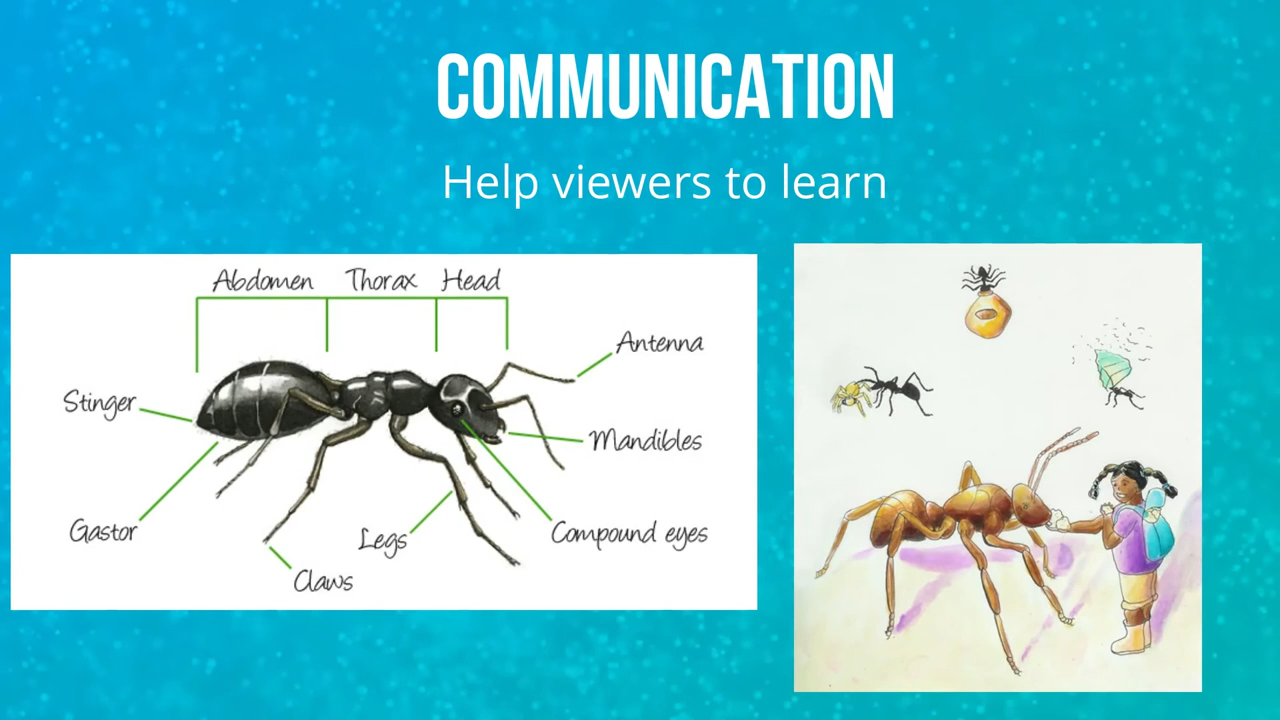 COMMUNICATION
Help viewers to learn
Abdomen Thorax Head
Antenna
Stinger
Mandibles
Gastor
Legs
Compound eyes
Claws